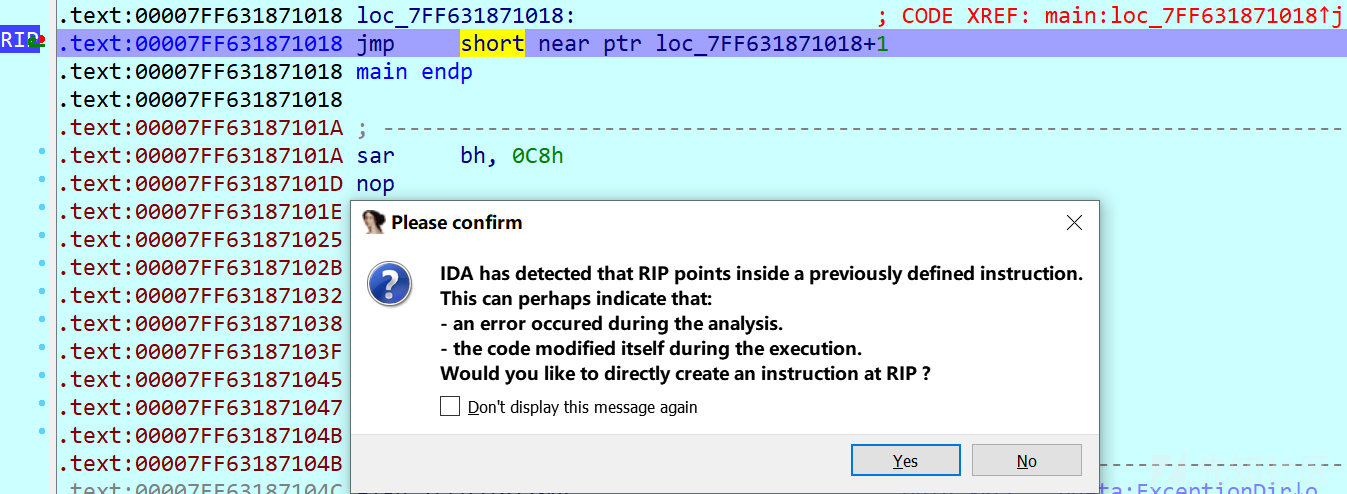 .text:00007FF631871018 loc_7FF631871018: ; CODE XREF: main:loc_7FF631871018↑j
RIP .text:00007FF631871018 jmp short near ptr loc_7FF631871018+1
.text:00007FF631871018 main endp
.text:00007FF631871018
.text:00007FF63187101A ; ---------------------------------------------------------------------------
.text:00007FF63187101A sar bh, 0C8h
.text:00007FF63187101D nop
.text:00007FF63187101E
.text:00007FF631871025
.text:00007FF63187102B
.text:00007FF631871032
.text:00007FF631871038
.text:00007FF63187103F
.text:00007FF631871045
.text:00007FF631871047
.text:00007FF63187104B
.text:00007FF63187104B
Please confirm
IDA has detected that RIP points inside a previously defined instruction.
This can perhaps indicate that:
- an error occured during the analysis.
- the code modified itself during the execution.
Would you like to directly create an instruction at RIP ?
Don't display this message again
Yes
No